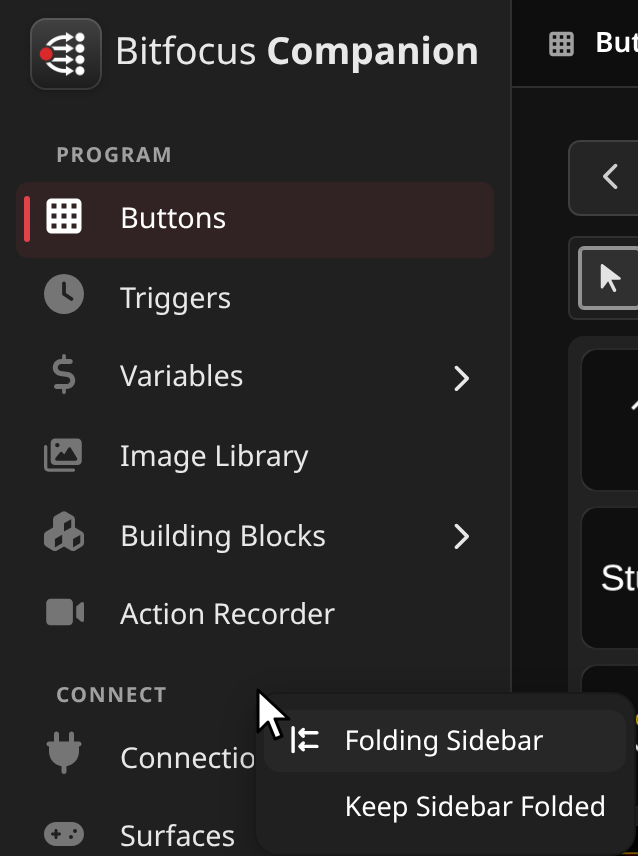 Bitfocus Companion
PROGRAM
Buttons
Triggers
Variables
Image Library
Building Blocks
Action Recorder
CONNECT
Surfaces
Folding Sidebar
Keep Sidebar Folded